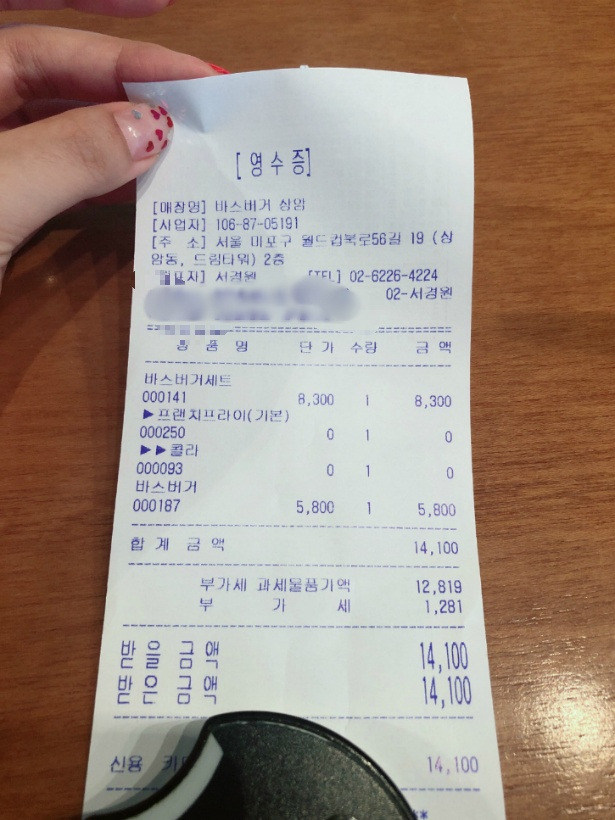 [영수증]
[매장명] 바스버거 상암
[사업자] 106-87-05191
[주 소] 서울 마포구 월드컵북로56길 19 (상
암동, 드림타워) 2층
서경원 [TEL] 02-6226-4224
02-서경원
상 품 명 단 가 수량 금 액
바스버거세트
000141 8,300 1 8,300
▶프랜치프라이(기본)
000250 0 1 0
▶▶콜라
000093 0 1 0
바스버거
000187 5,800 1 5,800
합 계 금 액 14,100
부가세 과세물품가액 12,819
부 가 세 1,281
받을 금액 14,100
받은 금액 14,100
신용 14,100